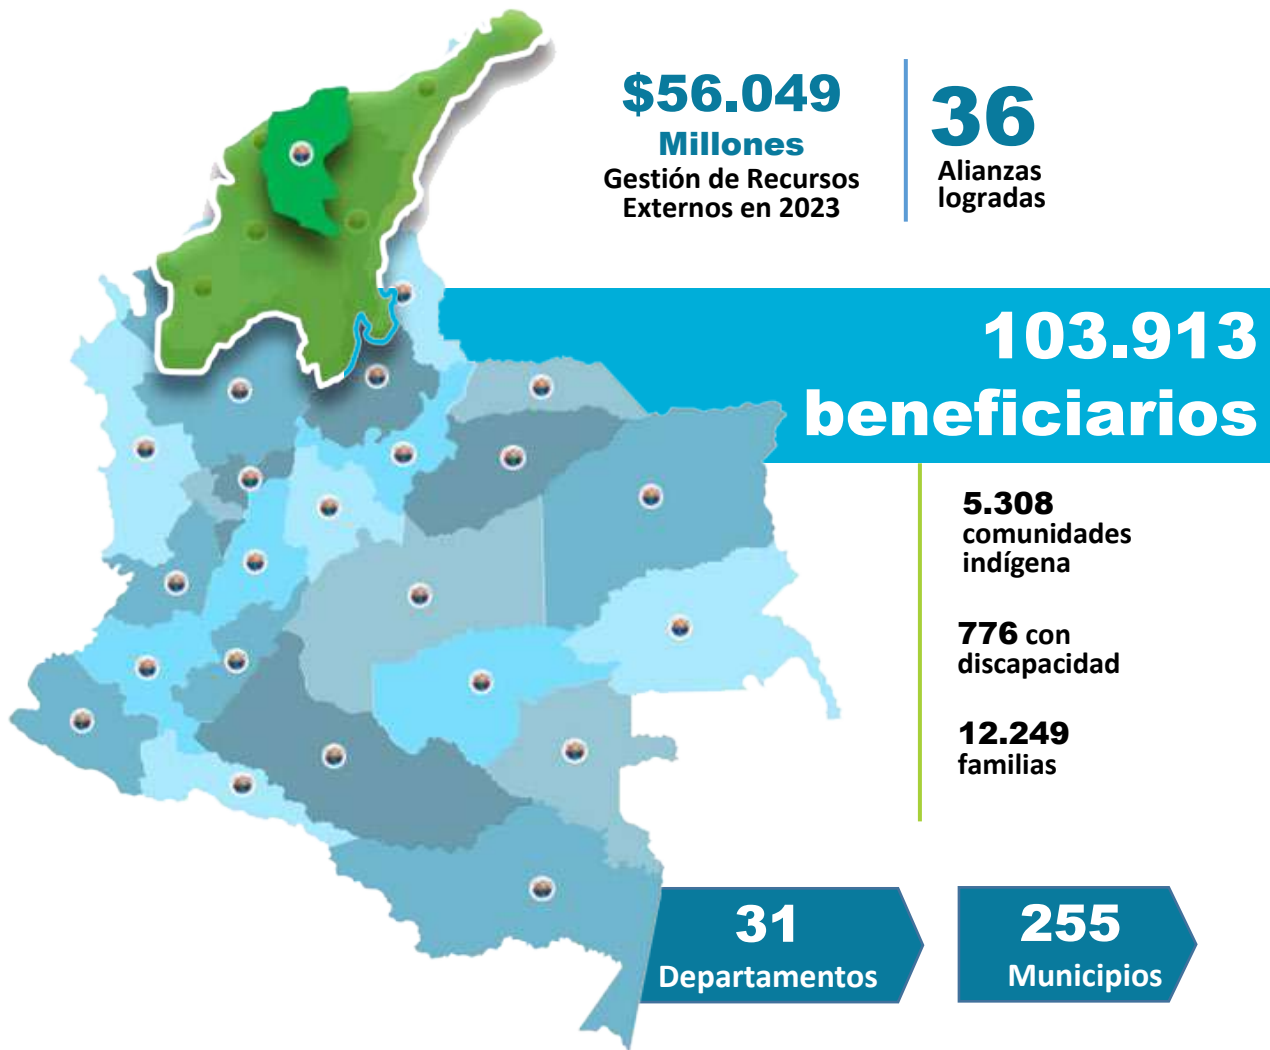 $56.049
Millones
Gestión de Recursos
Externos en 2023
36
Alianzas
logradas
103.913
beneficiarios
5.308
comunidades
indígena
776 con
discapacidad
12.249
familias
31
Departamentos
255
Municipios